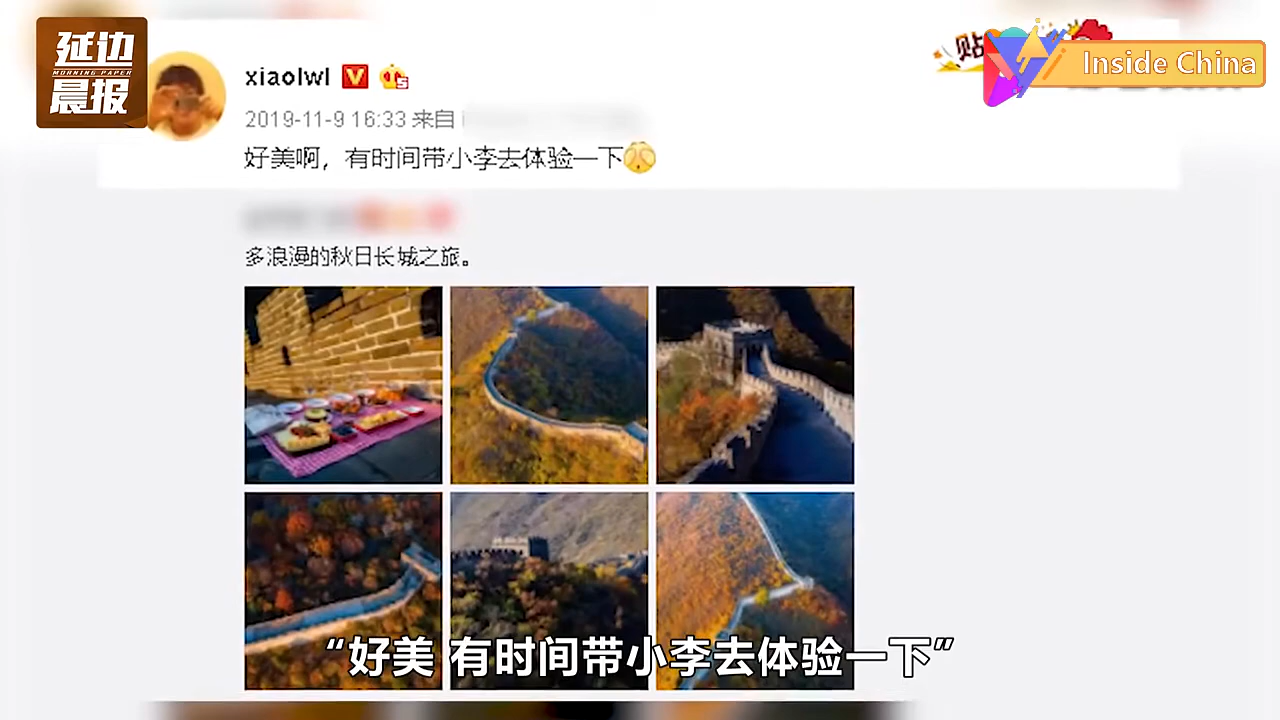 延边
MORNING PAPER
晨报
xiaolwl
2019-11-9 16:33 来自
好美啊，有时间带小李去体验一下
贴
Inside China
多浪漫的秋日长城之旅。
“好美 有时间带小李去体验一下”